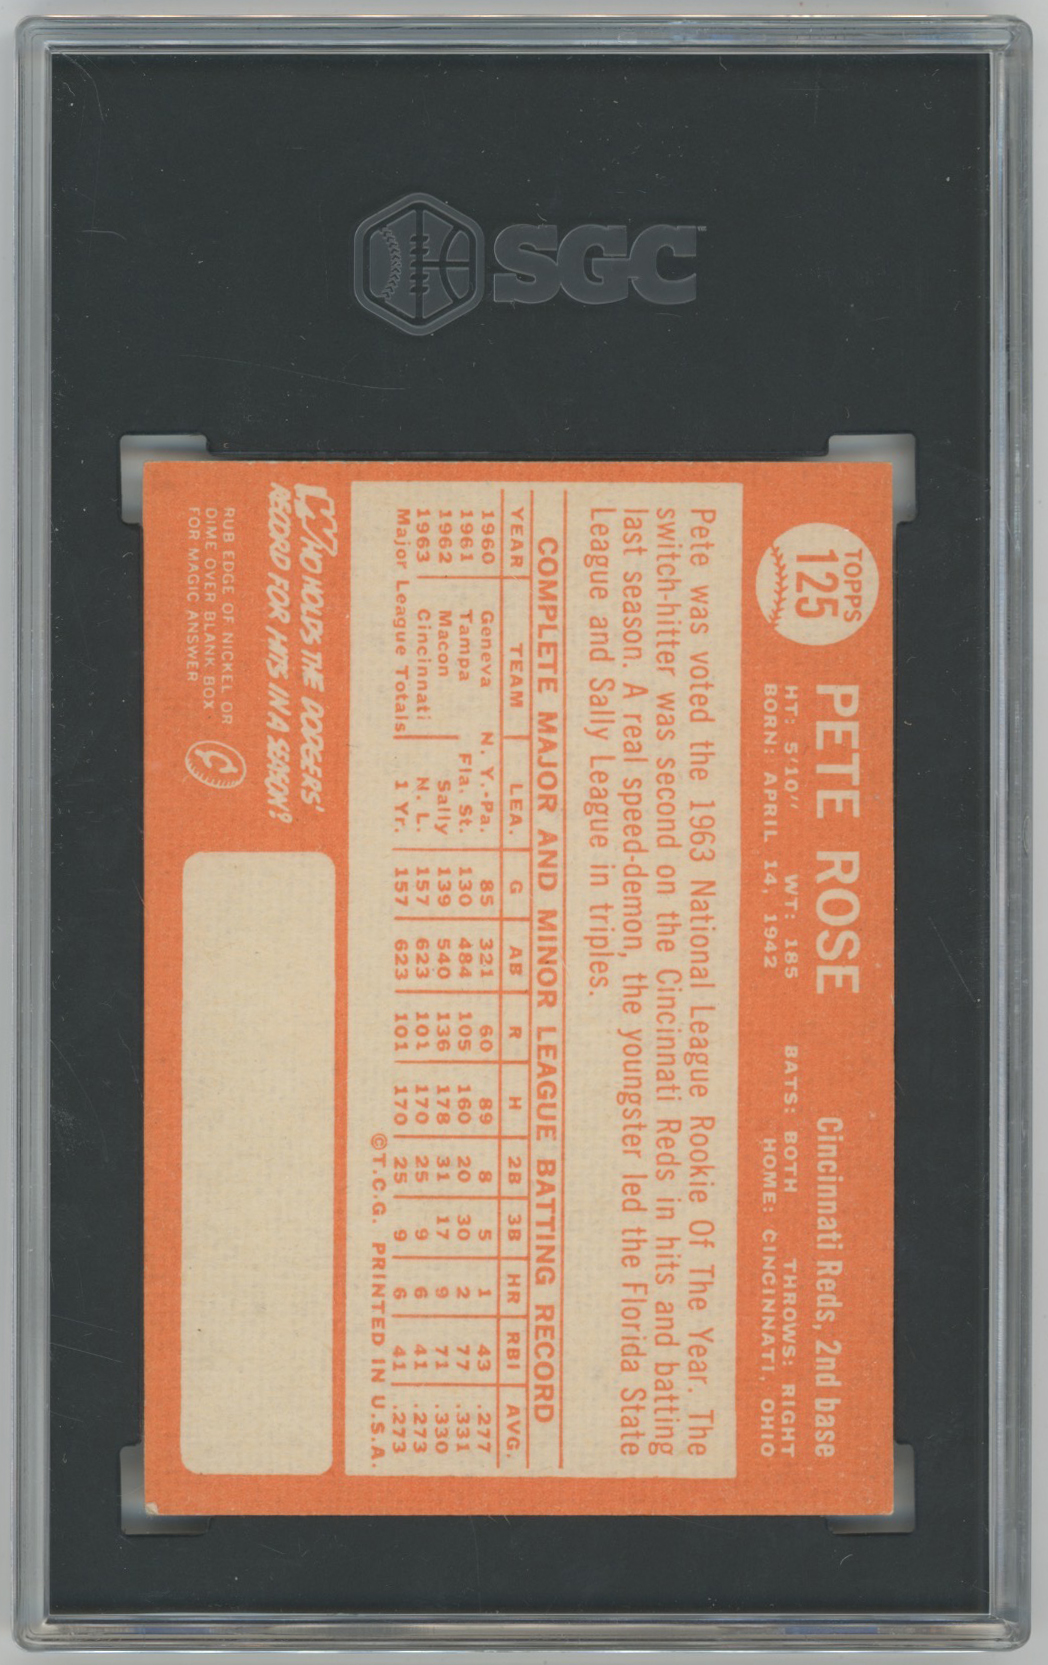 SGC™
TOPPS
125
PETE ROSE
Cincinnati Reds, 2nd base
HT: 5'10" WT: 185 BATS: BOTH THROWS: RIGHT
BORN: APRIL 14, 1942 HOME: CINCINNATI, OHIO
Pete was voted the 1963 National League Rookie Of The Year. The
switch-hitter was second on the Cincinnati Reds in hits and batting
last season. A real speed-demon, the youngster led the Florida State
League and Sally League in triples.
COMPLETE MAJOR AND MINOR LEAGUE BATTING RECORD
YEAR TEAM LEA. G AB R H 2B 3B HR RBI AVG.
1960 Geneva N. Y.-Pa. 85 321 60 89 8 5 1 43 .277
1961 Tampa Fla. St. 130 484 105 160 20 30 2 77 .331
1962 Macon Sally 139 540 136 178 31 17 9 71 .330
1963 Cincinnati N. L. 157 623 101 170 25 9 6 41 .273
Major League Totals 1 Yr. 157 623 101 170 25 9 6 41 .273
©T.C.G. PRINTED IN U.S.A.
WHO HOLDS THE DODGERS'
RECORD FOR HITS IN A SEASON?
RUB EDGE OF NICKEL OR
DIME OVER BLANK BOX
FOR MAGIC ANSWER